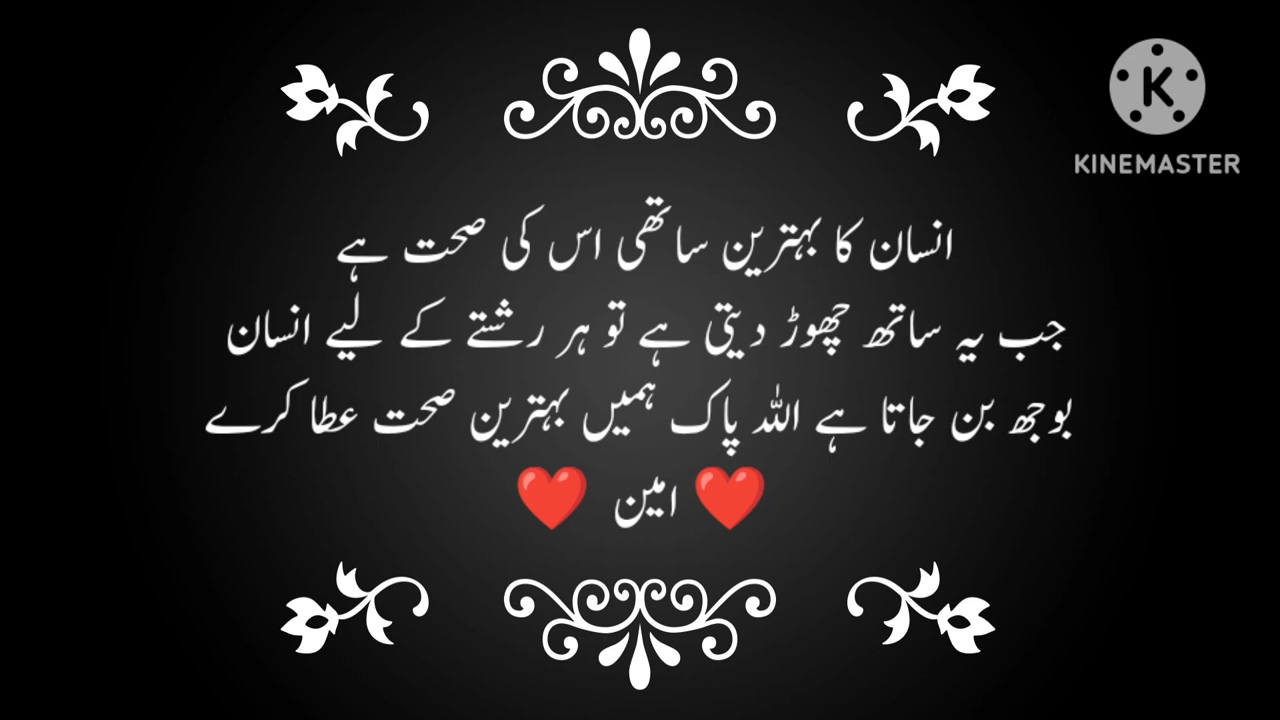 KINEMASTER
انسان کا بہترین ساتھی اس کی صحت ہے
جب یہ ساتھ چھوڑ دیتی ہے تو ہر رشتے کے لیے انسان
بوجھ بن جاتا ہے اللہ پاک ہمیں بہترین صحت عطا کرے
❤️ امین ❤️